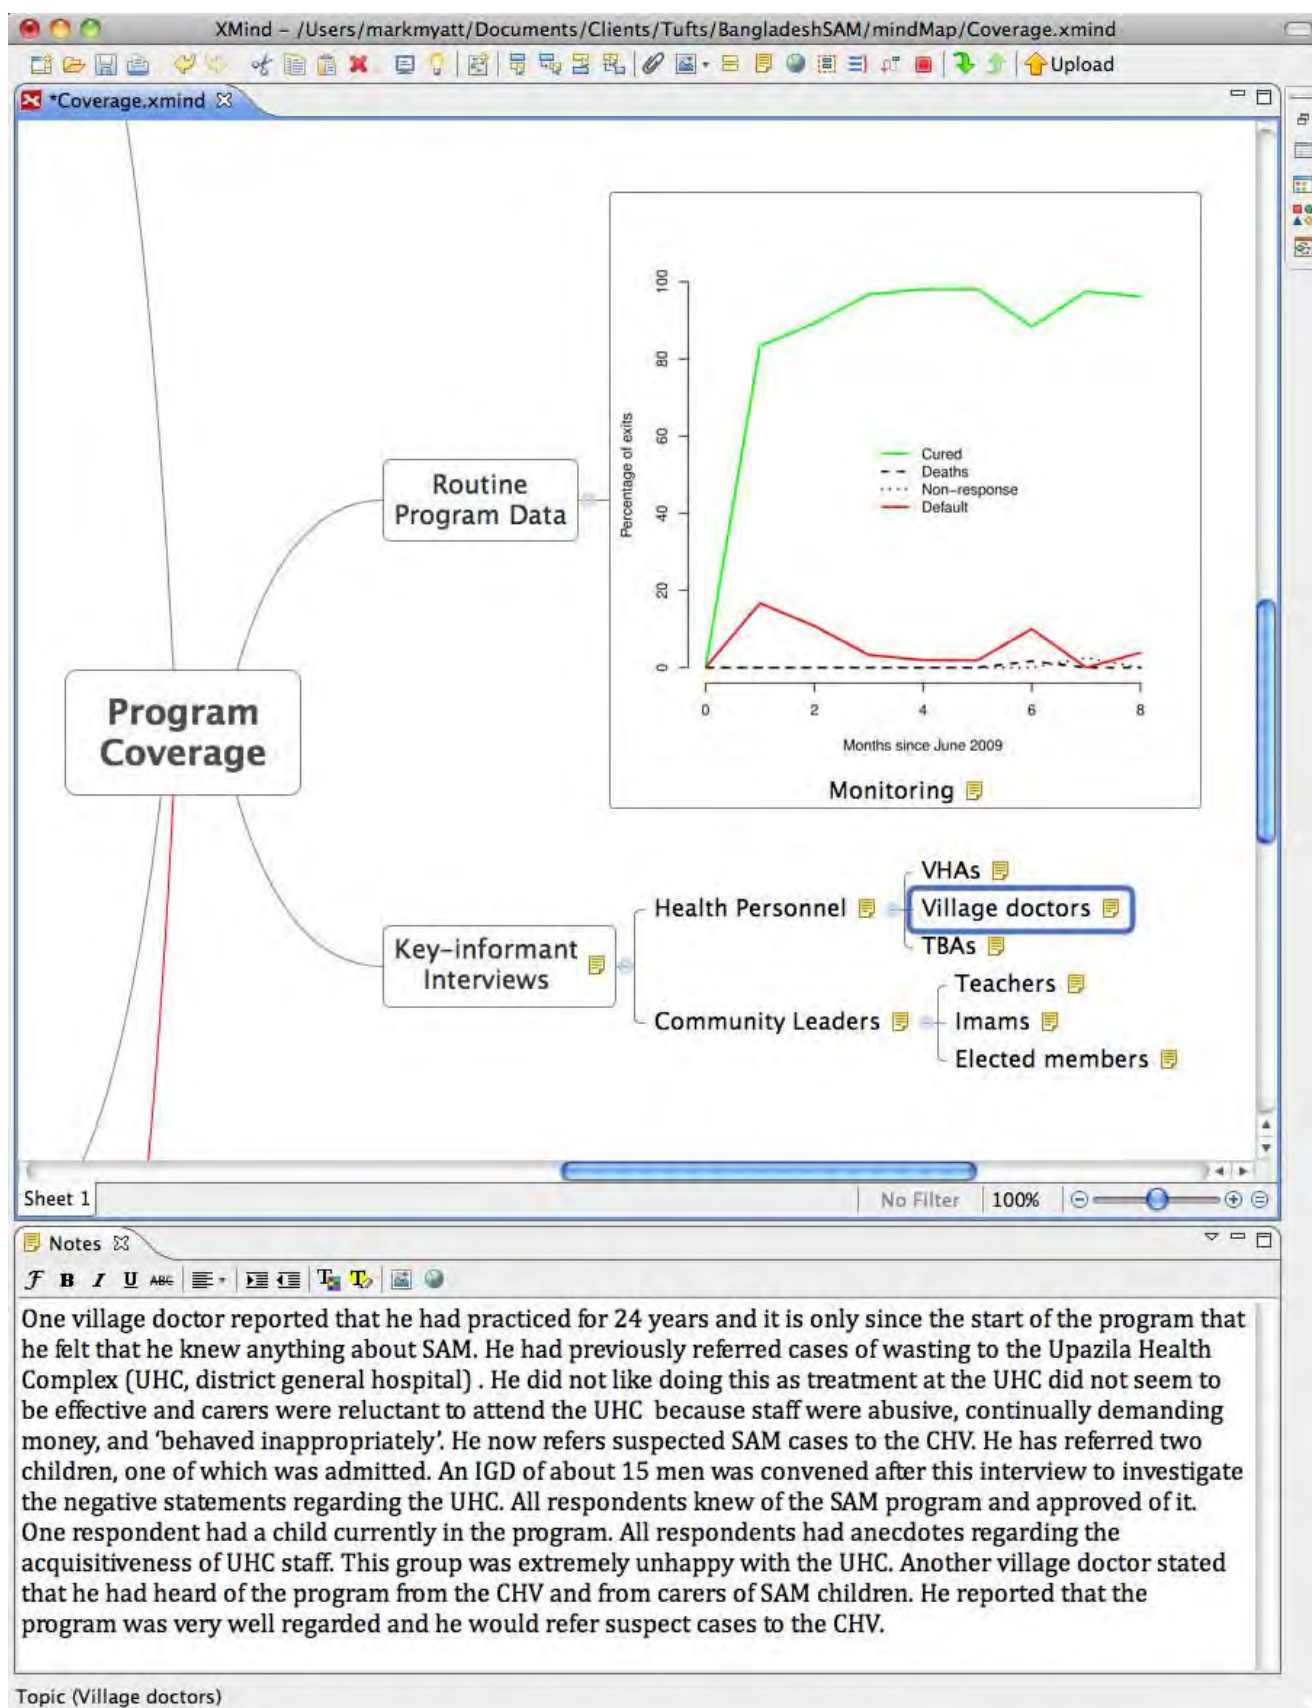 XMind – /Users/markmyatt/Documents/Clients/Tufts/BangladeshSAM/mindMap/Coverage.xmind
Upload
*Coverage.xmind
100
80
60
40
20
0
Percentage of exits
Cured
Deaths
Non-response
Default
0 2 4 6 8
Months since June 2009
Monitoring
Routine
Program Data
Program
Coverage
Key-informant
Interviews
Health Personnel
VHAs
Village doctors
TBAs
Community Leaders
Teachers
Imams
Elected members
Sheet 1
No Filter
100%
Notes
F B I U ABC
One village doctor reported that he had practiced for 24 years and it is only since the start of the program that
he felt that he knew anything about SAM. He had previously referred cases of wasting to the Upazila Health
Complex (UHC, district general hospital) . He did not like doing this as treatment at the UHC did not seem to
be effective and carers were reluctant to attend the UHC because staff were abusive, continually demanding
money, and ‘behaved inappropriately’. He now refers suspected SAM cases to the CHV. He has referred two
children, one of which was admitted. An IGD of about 15 men was convened after this interview to investigate
the negative statements regarding the UHC. All respondents knew of the SAM program and approved of it.
One respondent had a child currently in the program. All respondents had anecdotes regarding the
acquisitiveness of UHC staff. This group was extremely unhappy with the UHC. Another village doctor stated
that he had heard of the program from the CHV and from carers of SAM children. He reported that the
program was very well regarded and he would refer suspect cases to the CHV.
Topic (Village doctors)